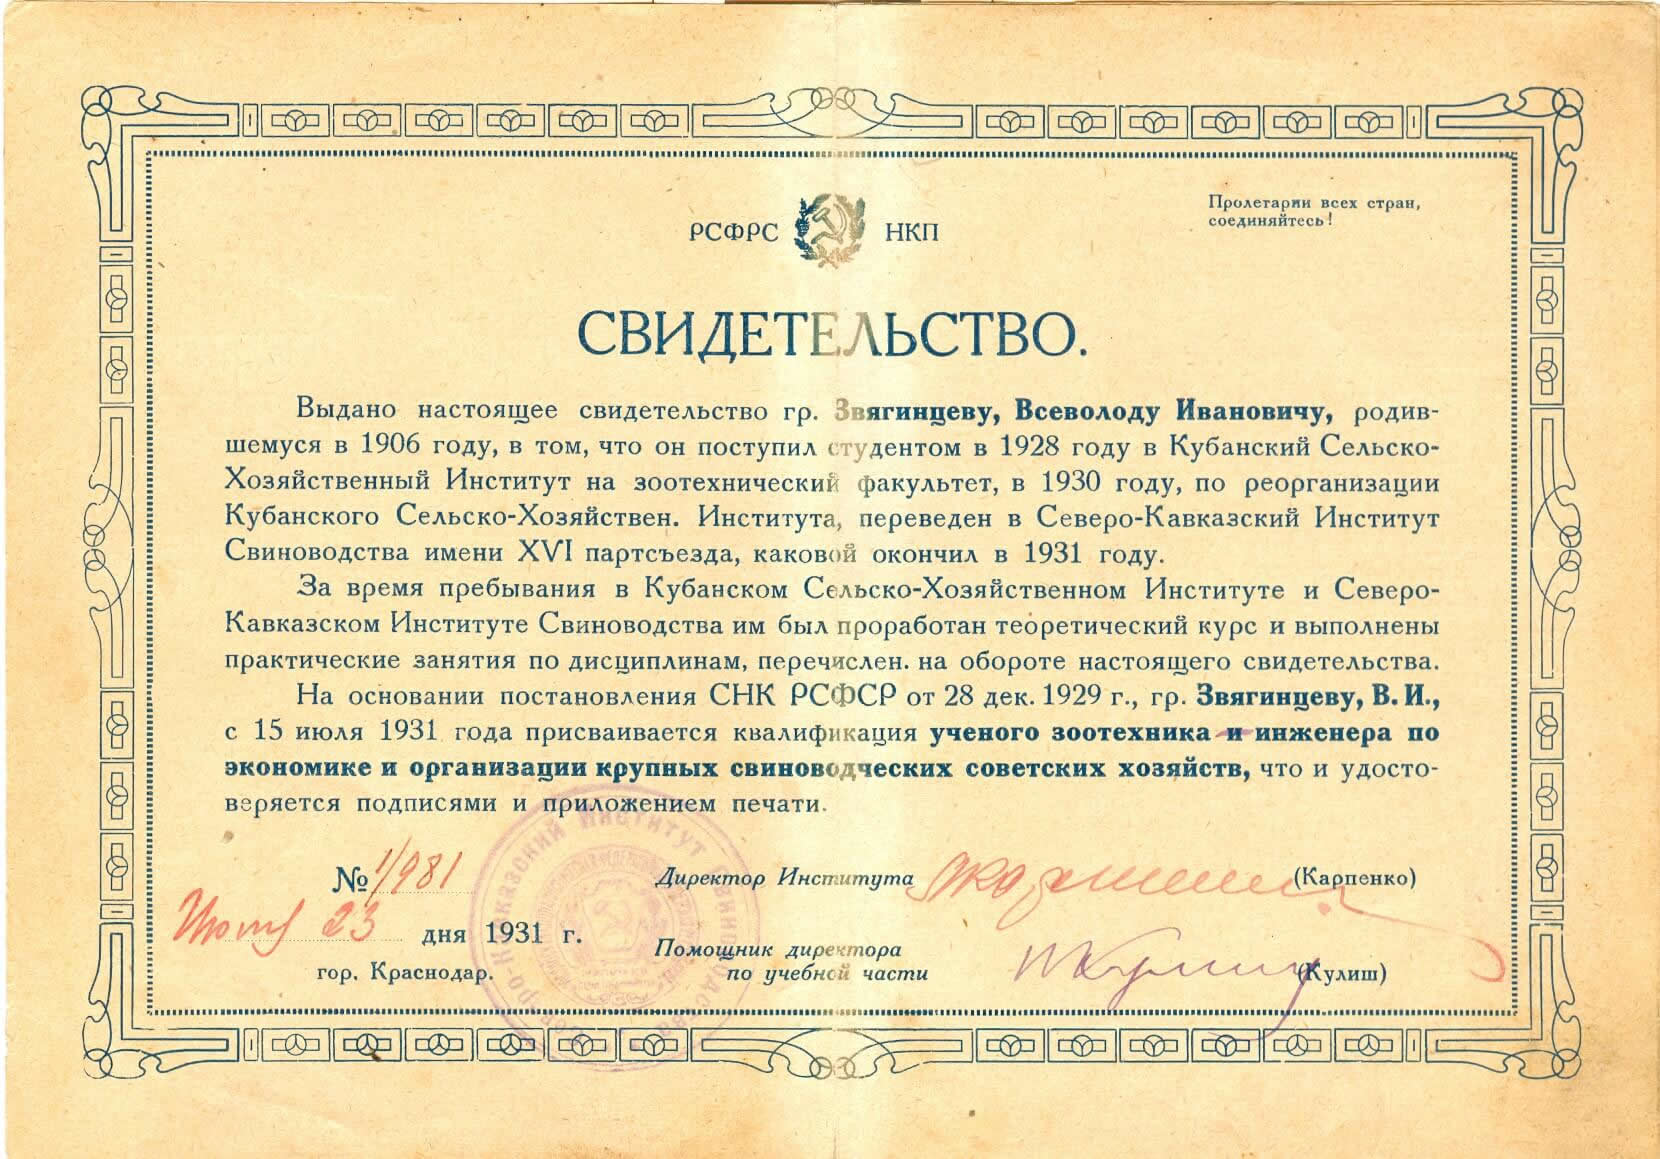 Пролетарии всех стран,
соединяйтесь!
РСФРС НКП
СВИДЕТЕЛЬСТВО.
Выдано настоящее свидетельство гр. Звягинцеву, Всеволоду Ивановичу, родив-
шемуся в 1906 году, в том, что он поступил студентом в 1928 году в Кубанский Сельско-
Хозяйственный Институт на зоотехнический факультет, в 1930 году, по реорганизации
Кубанского Сельско-Хозяйствен. Института, переведен в Северо-Кавказский Институт
Свиноводства имени XVI партсъезда, каковой окончил в 1931 году.
За время пребывания в Кубанском Сельско-Хозяйственном Институте и Северо-
Кавказском Институте Свиноводства им был проработан теоретический курс и выполнены
практические занятия по дисциплинам, перечислен. на обороте настоящего свидетельства.
На основании постановления СНК РСФСР от 28 дек. 1929 г., гр. Звягинцеву, В. И.,
с 15 июля 1931 года присваивается квалификация ученого зоотехника и инженера по
экономике и организации крупных свиноводческих советских хозяйств, что и удосто-
веряется подписями и приложением печати.
№ 1/981
Июля 23 дня 1931 г.
гор. Краснодар.
Директор Института (Карпенко)
Помощник директора
по учебной части (Кулиш)
Северо-Кавказский Институт Свиноводства